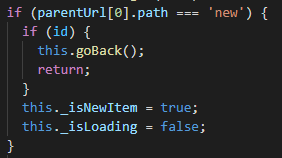 if (parentUrl[0].path === 'new') {
if (id) {
this.goBack();
return;
}
this._isNewItem = true;
this._isLoading = false;
}